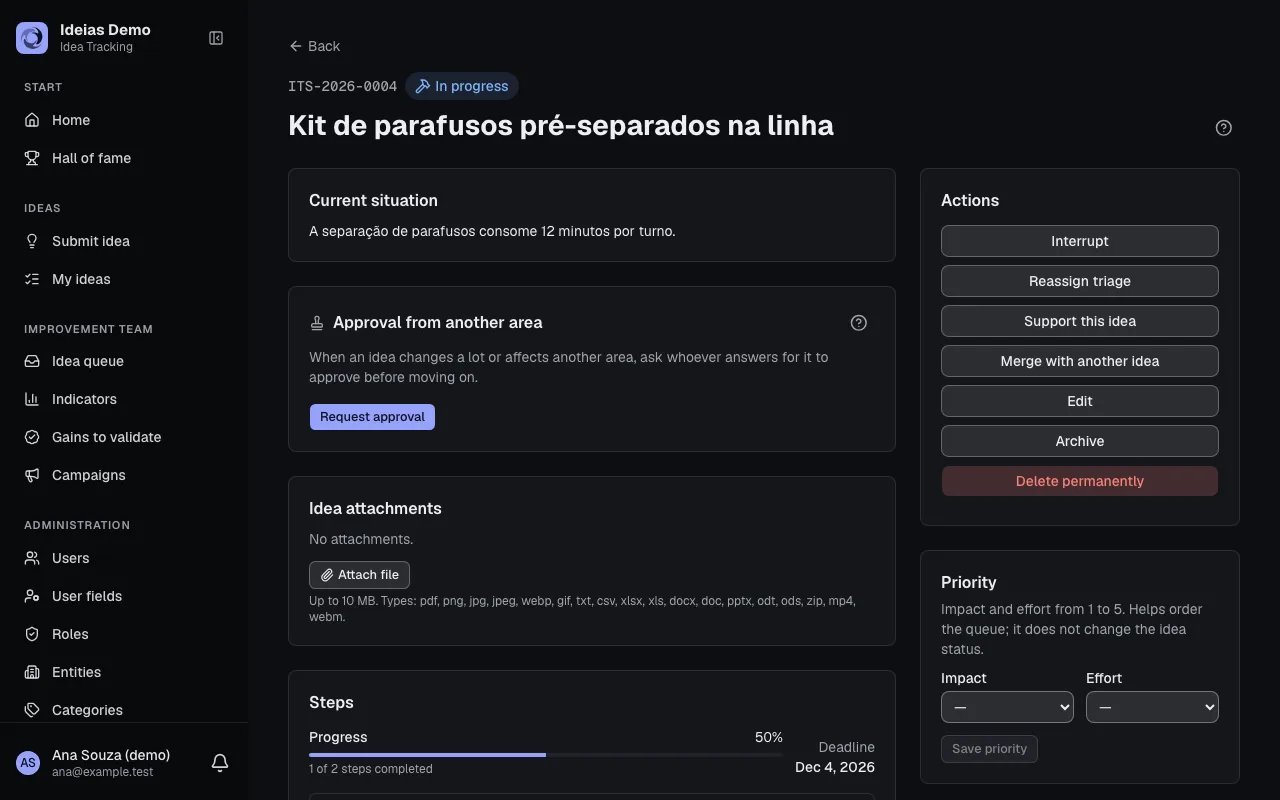 Ideias Demo
Idea Tracking
START
Home
Hall of fame
IDEAS
Submit idea
My ideas
IMPROVEMENT TEAM
Idea queue
Indicators
Gains to validate
Campaigns
ADMINISTRATION
Users
User fields
Roles
Entities
Categories
AS
Ana Souza (demo)
ana@example.test
Back
ITS-2026-0004
In progress
Kit de parafusos pré-separados na linha
Current situation
A separação de parafusos consome 12 minutos por turno.
Approval from another area
When an idea changes a lot or affects another area, ask whoever answers for it to
approve before moving on.
Request approval
Idea attachments
No attachments.
Attach file
Up to 10 MB. Types: pdf, png, jpg, jpeg, webp, gif, txt, csv, xlsx, xls, docx, doc, pptx, odt, ods, zip, mp4,
webm.
Steps
Progress
50%
1 of 2 steps completed
Deadline
Dec 4, 2026
Actions
Interrupt
Reassign triage
Support this idea
Merge with another idea
Edit
Archive
Delete permanently
Priority
Impact and effort from 1 to 5. Helps order
the queue; it does not change the idea
status.
Impact
Effort
—
—
Save priority